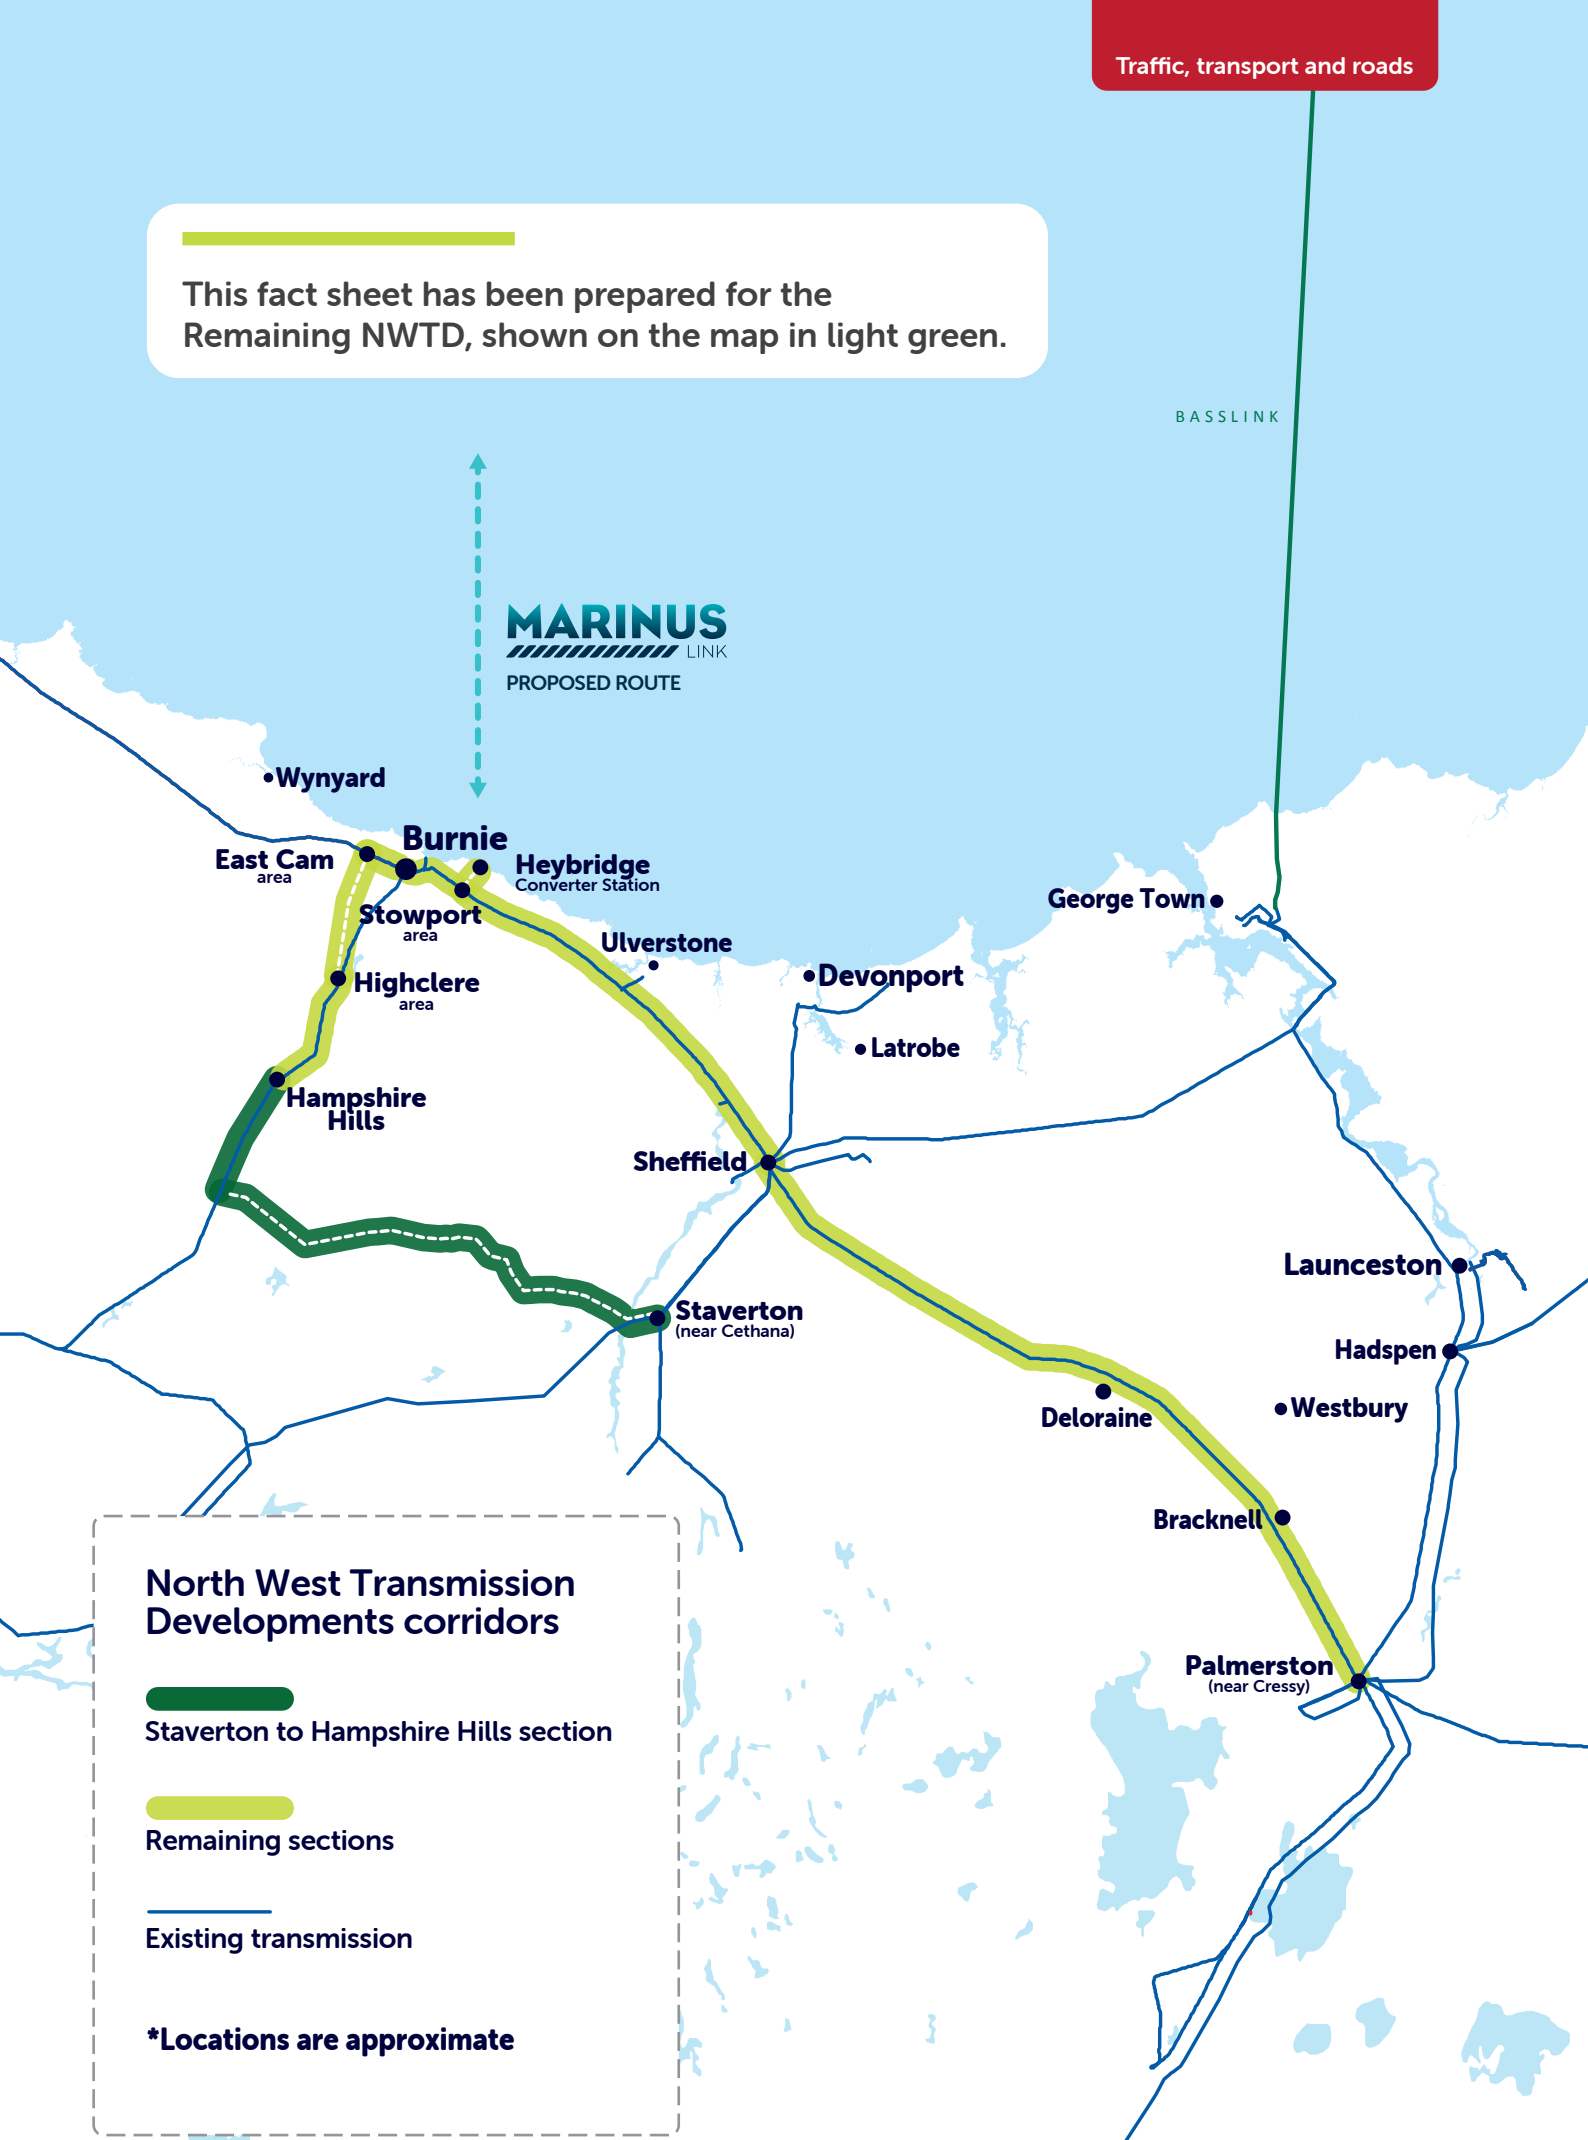 Traffic, transport and roads
This fact sheet has been prepared for the
Remaining NWTD, shown on the map in light green.
BASSLINK
MARINUS
LINK
PROPOSED ROUTE
Wynyard
Burnie
East Cam
area
Heybridge
Converter Station
Stowport
area
George Town
Ulverstone
Highclere
area
Devonport
Latrobe
Hampshire
Hills
Sheffield
Launceston
Staverton
(near Cethana)
Hadspen
Westbury
Deloraine
Bracknell
Palmerston
(near Cressy)
North West Transmission
Developments corridors
Staverton to Hampshire Hills section
Remaining sections
Existing transmission
*Locations are approximate